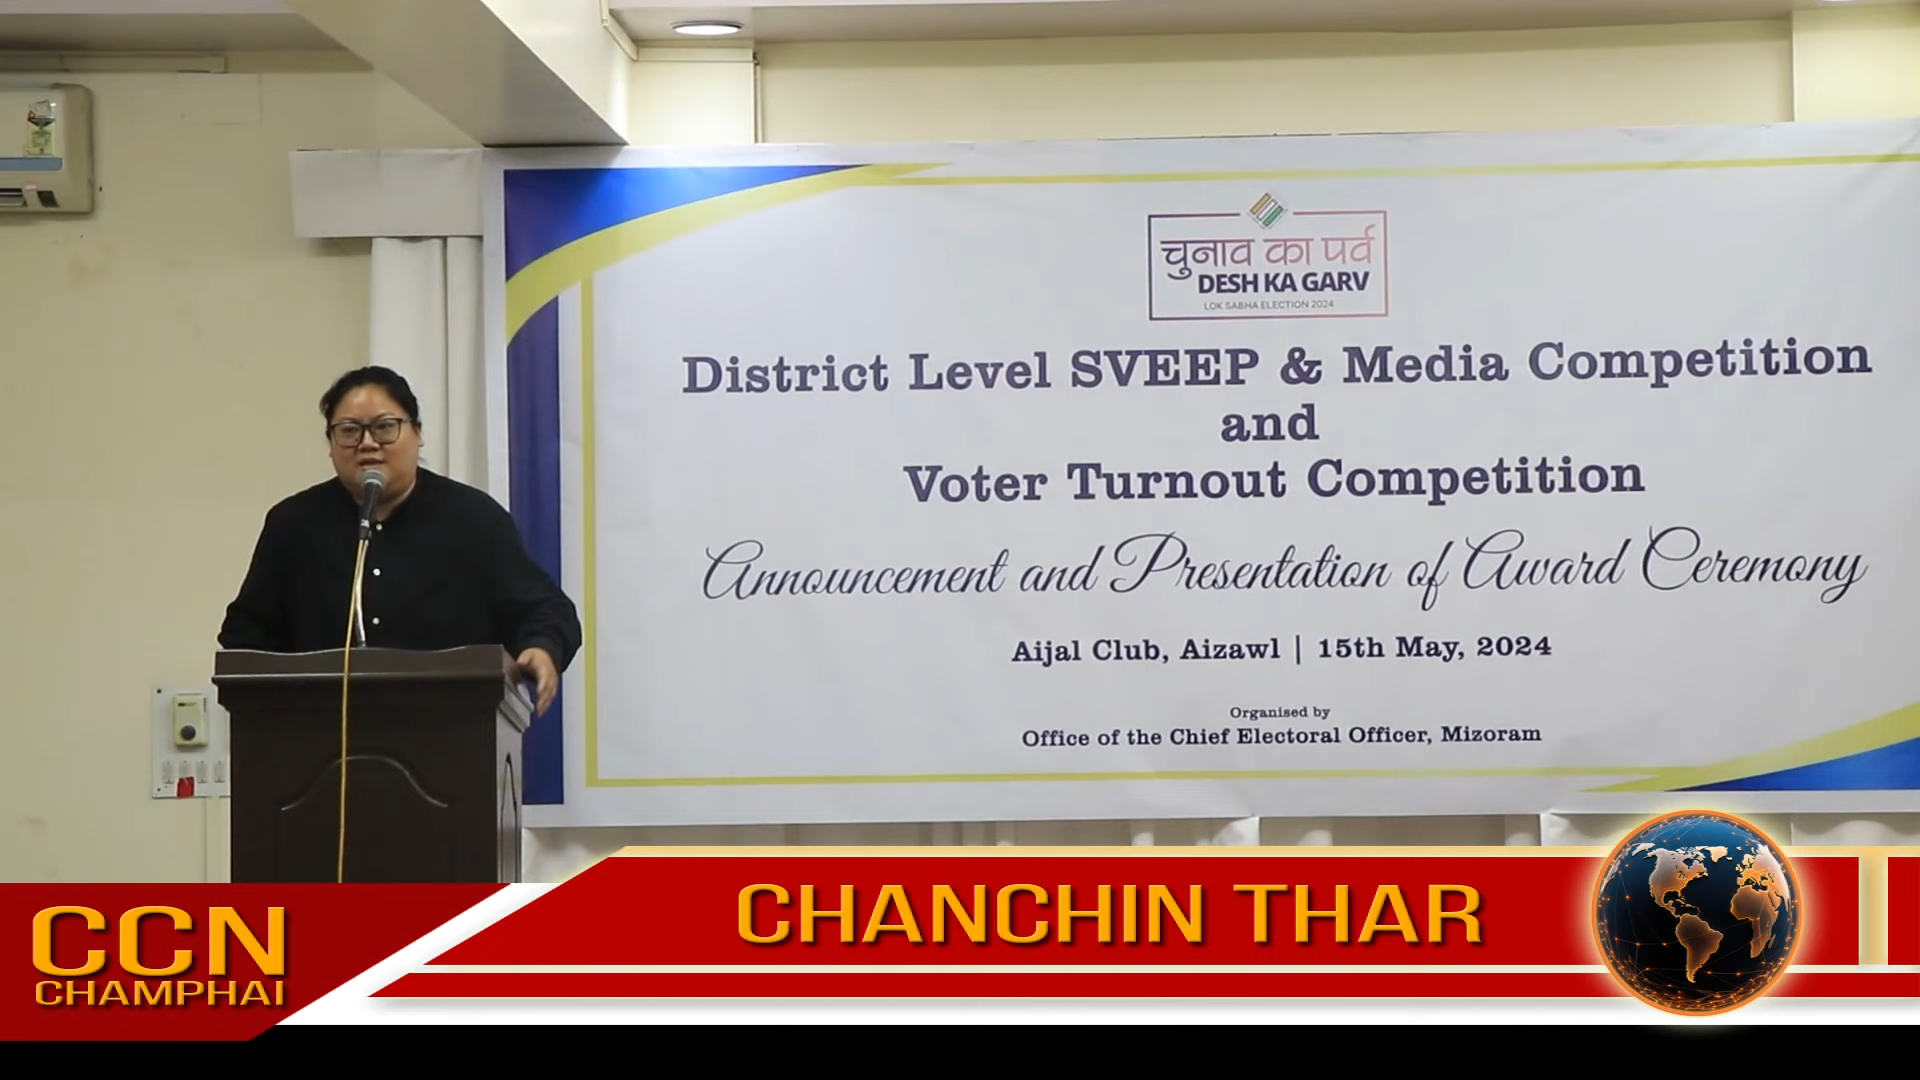 चुनाव का पर्व
DESH KA GARV
LOK SABHA ELECTION 2024
District Level SVEEP & Media Competition
and
Voter Turnout Competition
Announcement and Presentation of Award Ceremony
Aijal Club, Aizawl | 15th May, 2024
Organised by
Office of the Chief Electoral Officer, Mizoram
CHANCHIN THAR
CCN
CHAMPHAI